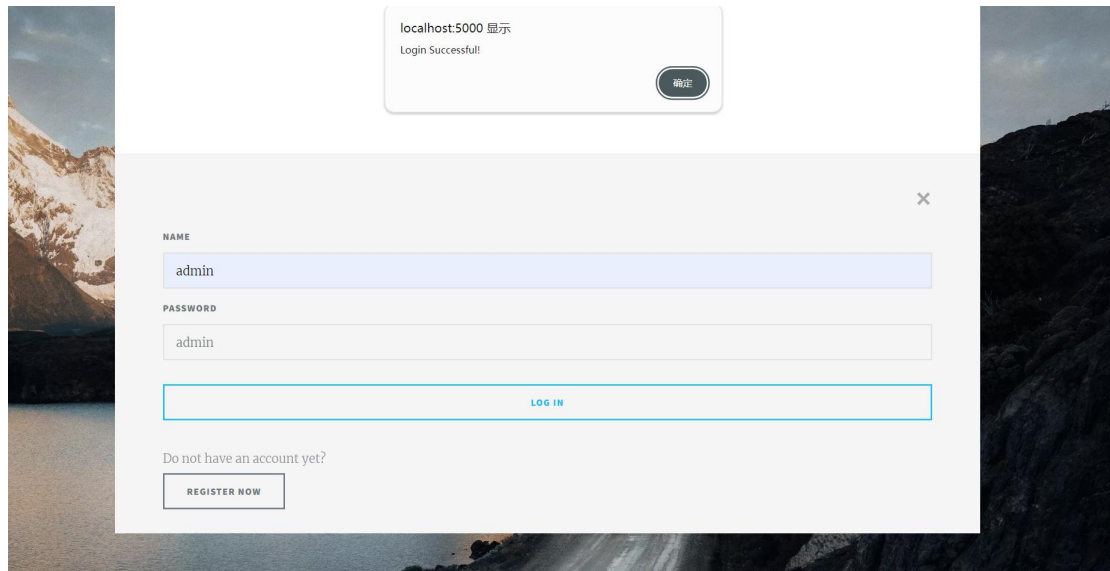 localhost:5000 显示
Login Successful!
确定
×
NAME
admin
PASSWORD
admin
LOG IN
Do not have an account yet?
REGISTER NOW